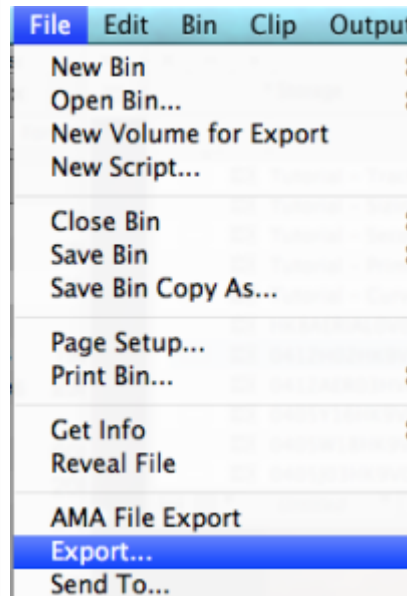 File Edit Bin Clip Output
New Bin
Open Bin...
New Volume for Export
New Script...
Close Bin
Save Bin
Save Bin Copy As...
Page Setup...
Print Bin...
Get Info
Reveal File
AMA File Export
Export...
Send To...